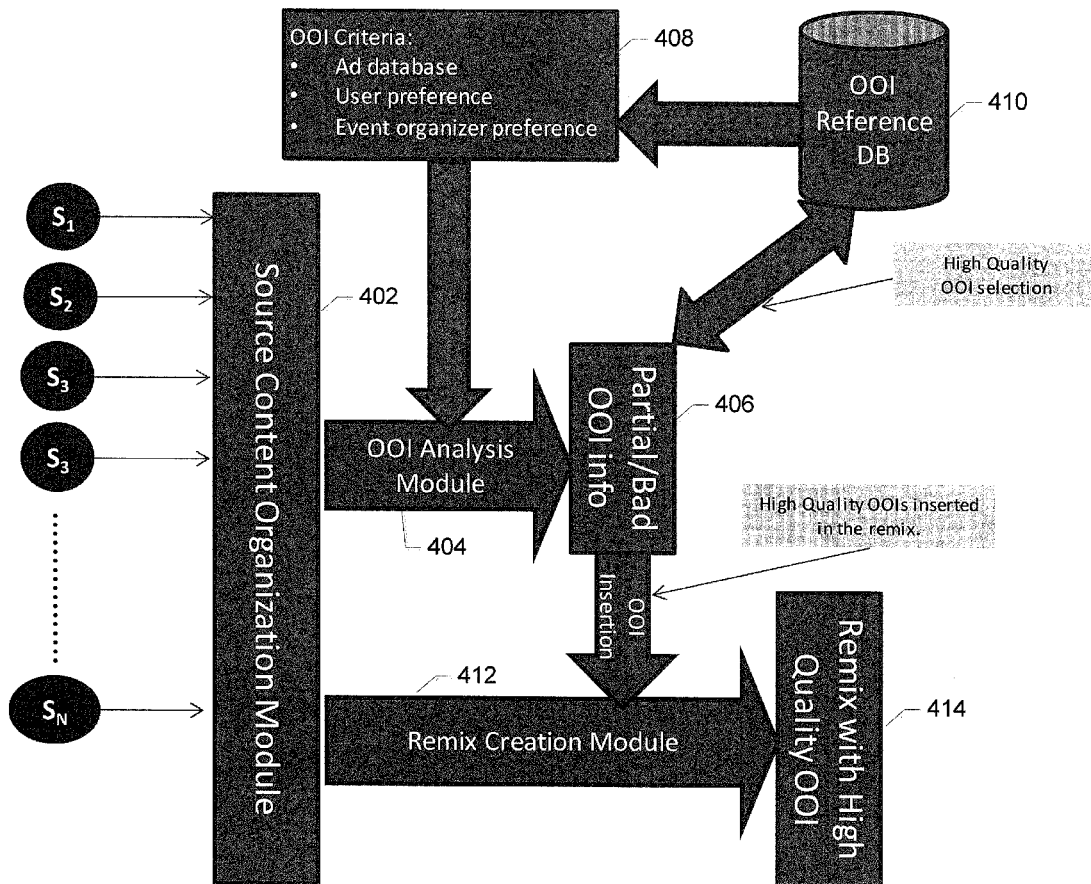 OOI Criteria:
• Ad database
• User preference
• Event organizer preference
408
OOI
Reference
DB
410
S1
S2
S3
S3
SN
Source Content Organization Module
402
High Quality
OOI selection
OOI Analysis
Module
404
Partial/Bad
OOI info
406
High Quality OOIs inserted
in the remix.
OOI
Insertion
412
Remix Creation Module
Remix with High
Quality OOI
414